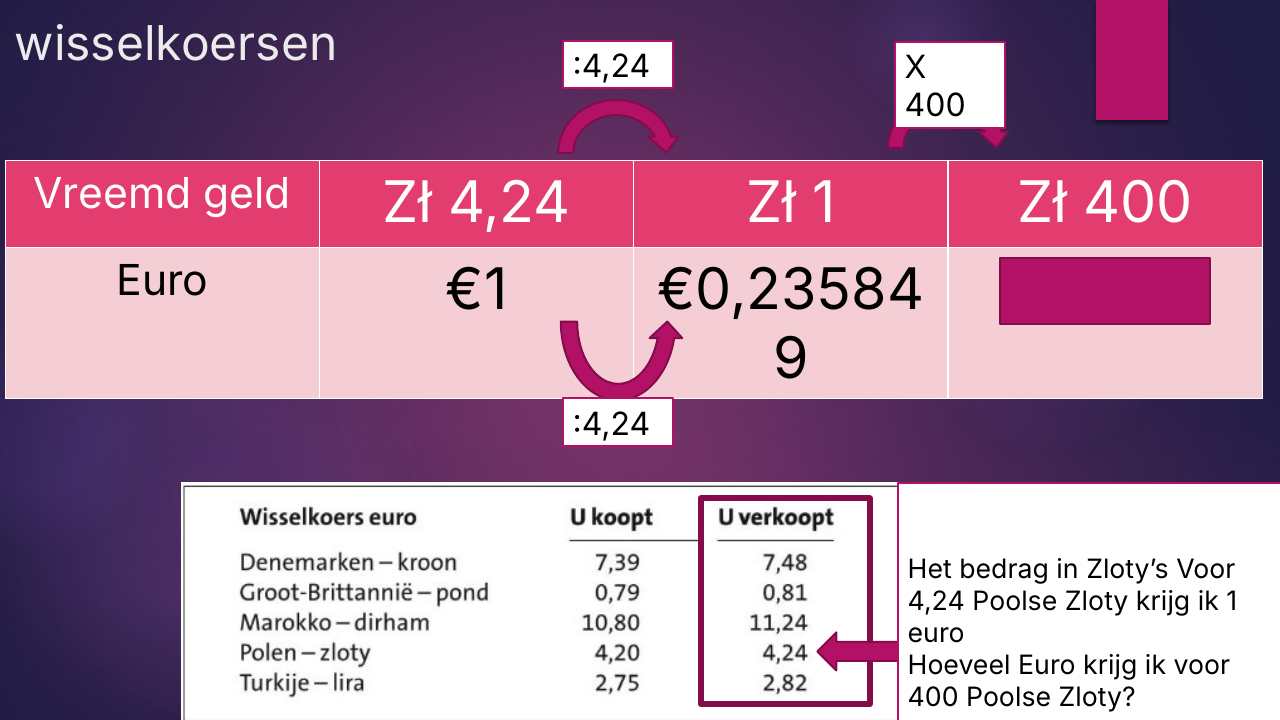 wisselkoersen
:4,24
X
400
Vreemd geld Zł 4,24 Zł 1 Zł 400
Euro €1 €0,23584
9
:4,24
Wisselkoers euro U koopt U verkoopt
Denemarken – kroon 7,39 7,48
Groot-Brittannië – pond 0,79 0,81
Marokko – dirham 10,80 11,24
Polen – zloty 4,20 4,24
Turkije – lira 2,75 2,82
Het bedrag in Zloty’s Voor
4,24 Poolse Zloty krijg ik 1
euro
Hoeveel Euro krijg ik voor
400 Poolse Zloty?